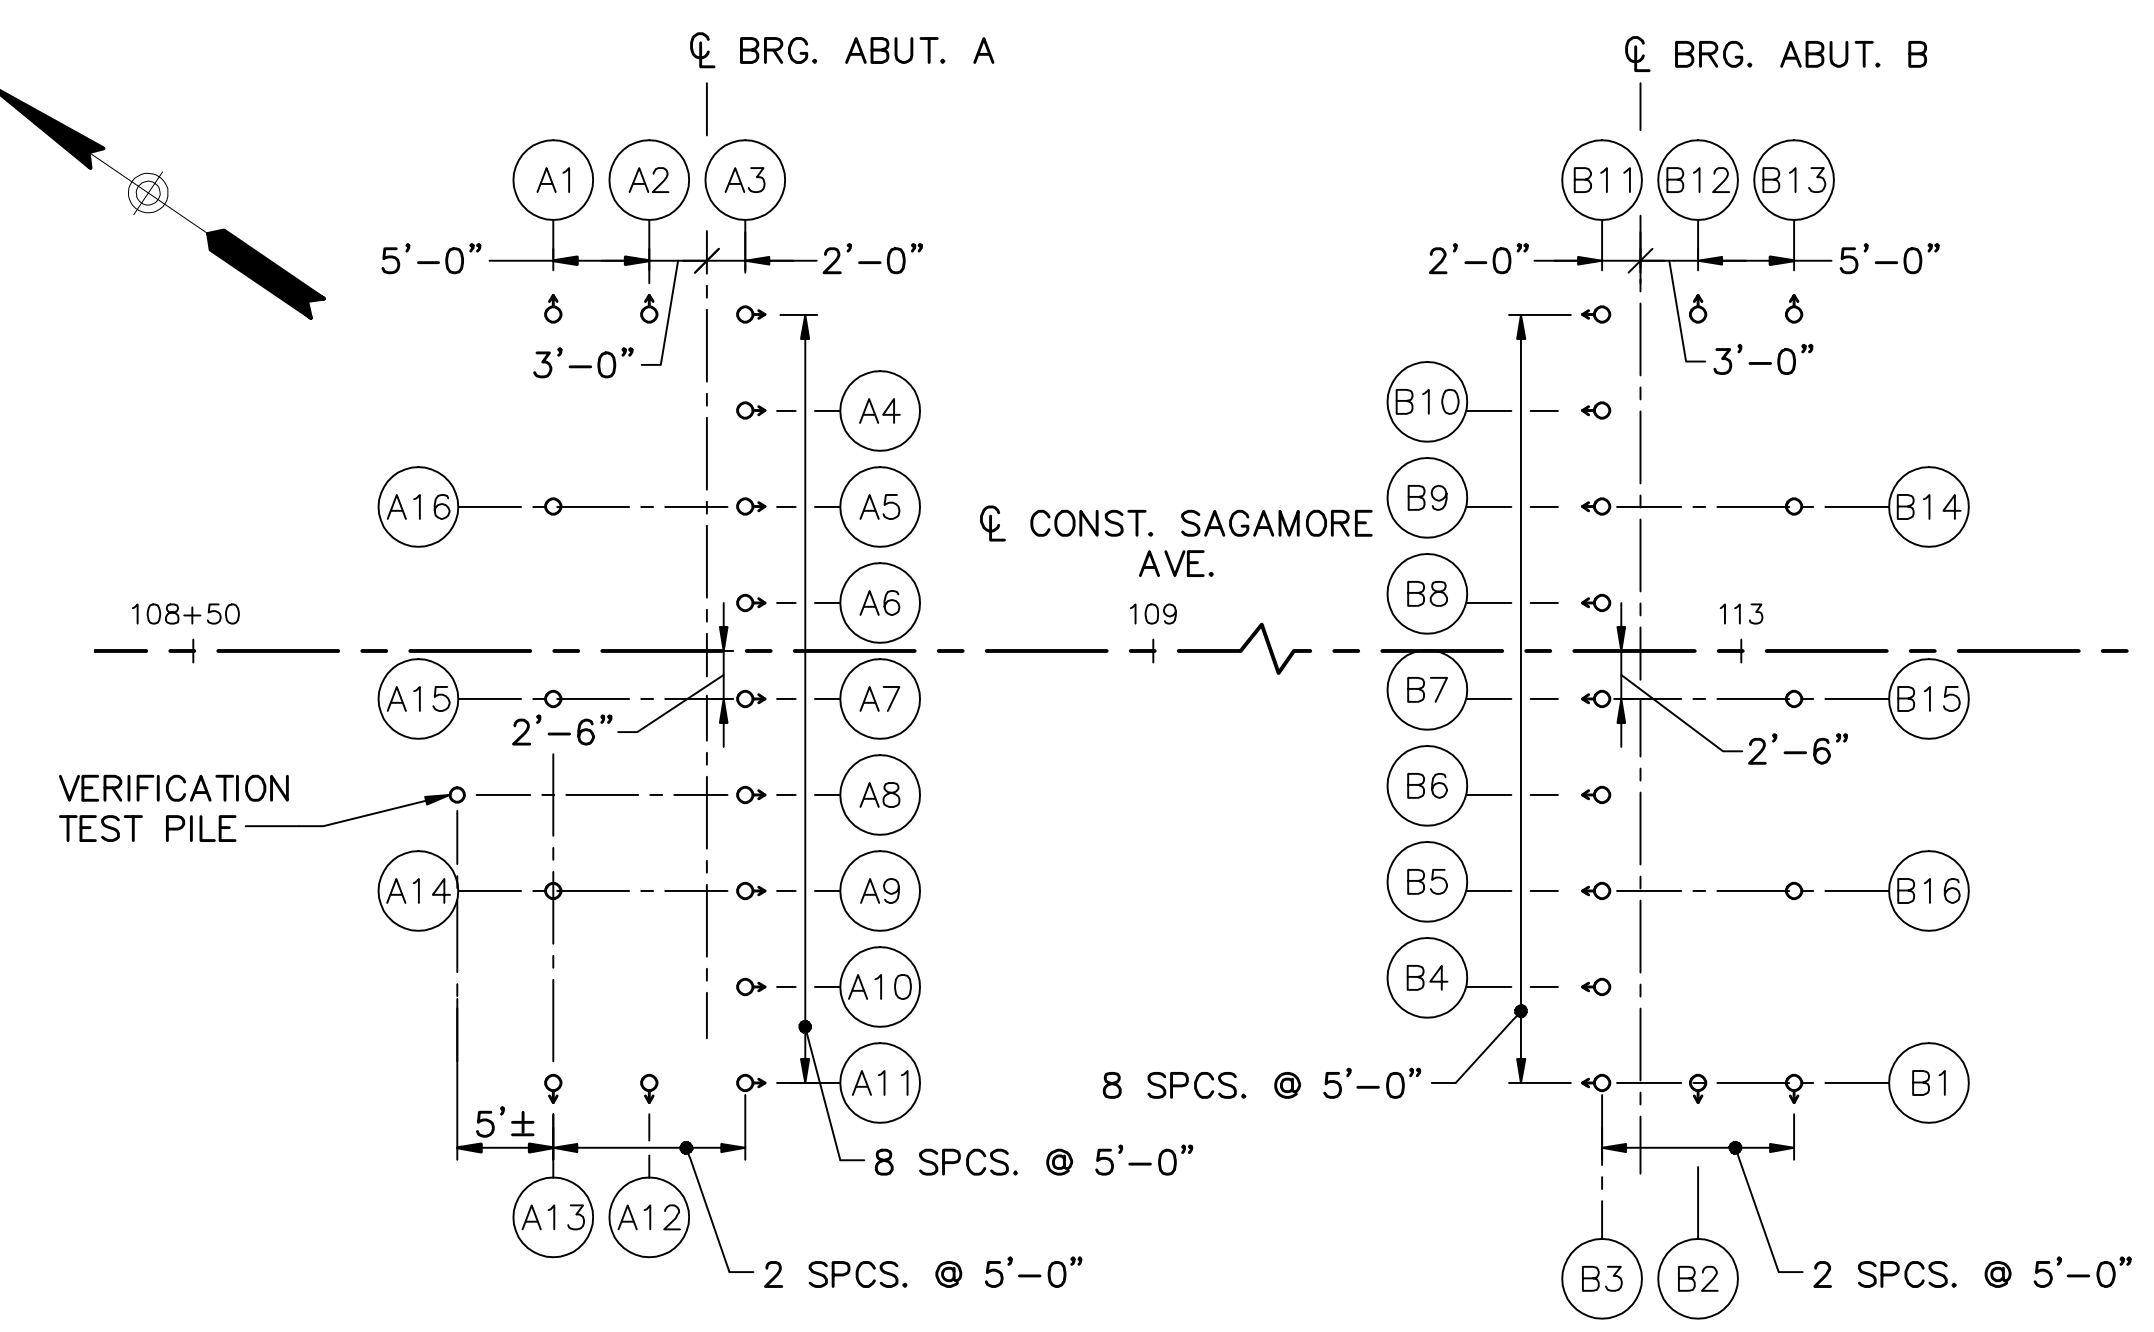 ℄ BRG. ABUT. A
℄ BRG. ABUT. B
A1 A2 A3
B11 B12 B13
5'-0" 2'-0"
2'-0" 5'-0"
3'-0"
3'-0"
A4
B10
A16 A5
B9 B14
℄ CONST. SAGAMORE
AVE.
A6
B8
108+50 109 113
A15 A7
B7 B15
2'-6"
2'-6"
VERIFICATION
TEST PILE
A8
B6
A14 A9
B5 B16
A10
B4
A11
8 SPCS. @ 5'-0"
B1
5'±
8 SPCS. @ 5'-0"
A13 A12
2 SPCS. @ 5'-0"
B3 B2
2 SPCS. @ 5'-0"